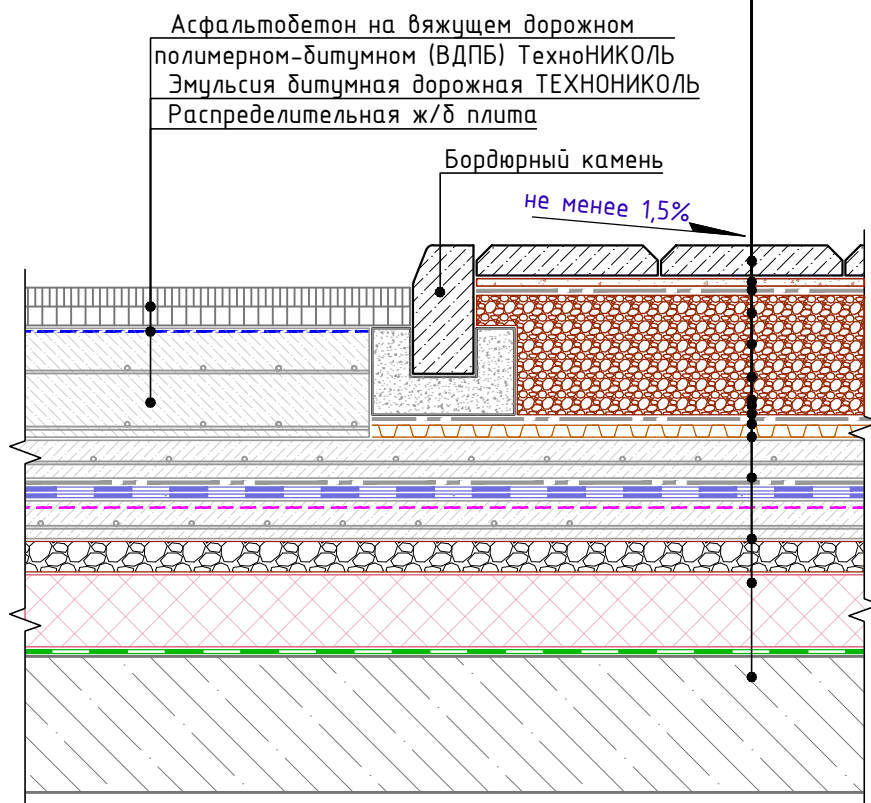 Асфальтобетон на вяжущем дорожном
полимерном-битумном (ВДПБ) ТехноНИКОЛЬ
Эмульсия битумная дорожная ТЕХНОНИКОЛЬ
Распределительная ж/б плита
Бордюрный камень
не менее 1,5%